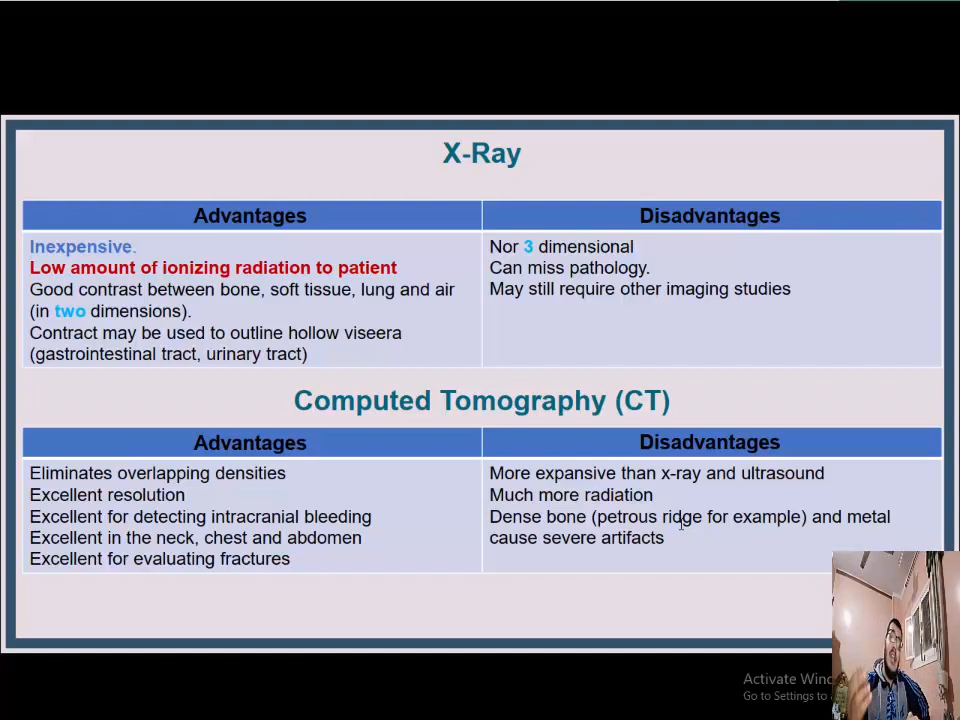 X-Ray
Advantages
Disadvantages
Inexpensive.
Low amount of ionizing radiation to patient
Good contrast between bone, soft tissue, lung and air
(in two dimensions).
Contract may be used to outline hollow viseera
(gastrointestinal tract, urinary tract)
Nor 3 dimensional
Can miss pathology.
May still require other imaging studies
Computed Tomography (CT)
Advantages
Disadvantages
Eliminates overlapping densities
Excellent resolution
Excellent for detecting intracranial bleeding
Excellent in the neck, chest and abdomen
Excellent for evaluating fractures
More expansive than x-ray and ultrasound
Much more radiation
Dense bone (petrous ridge for example) and metal
cause severe artifacts
Activate Wind
Go to Settings to